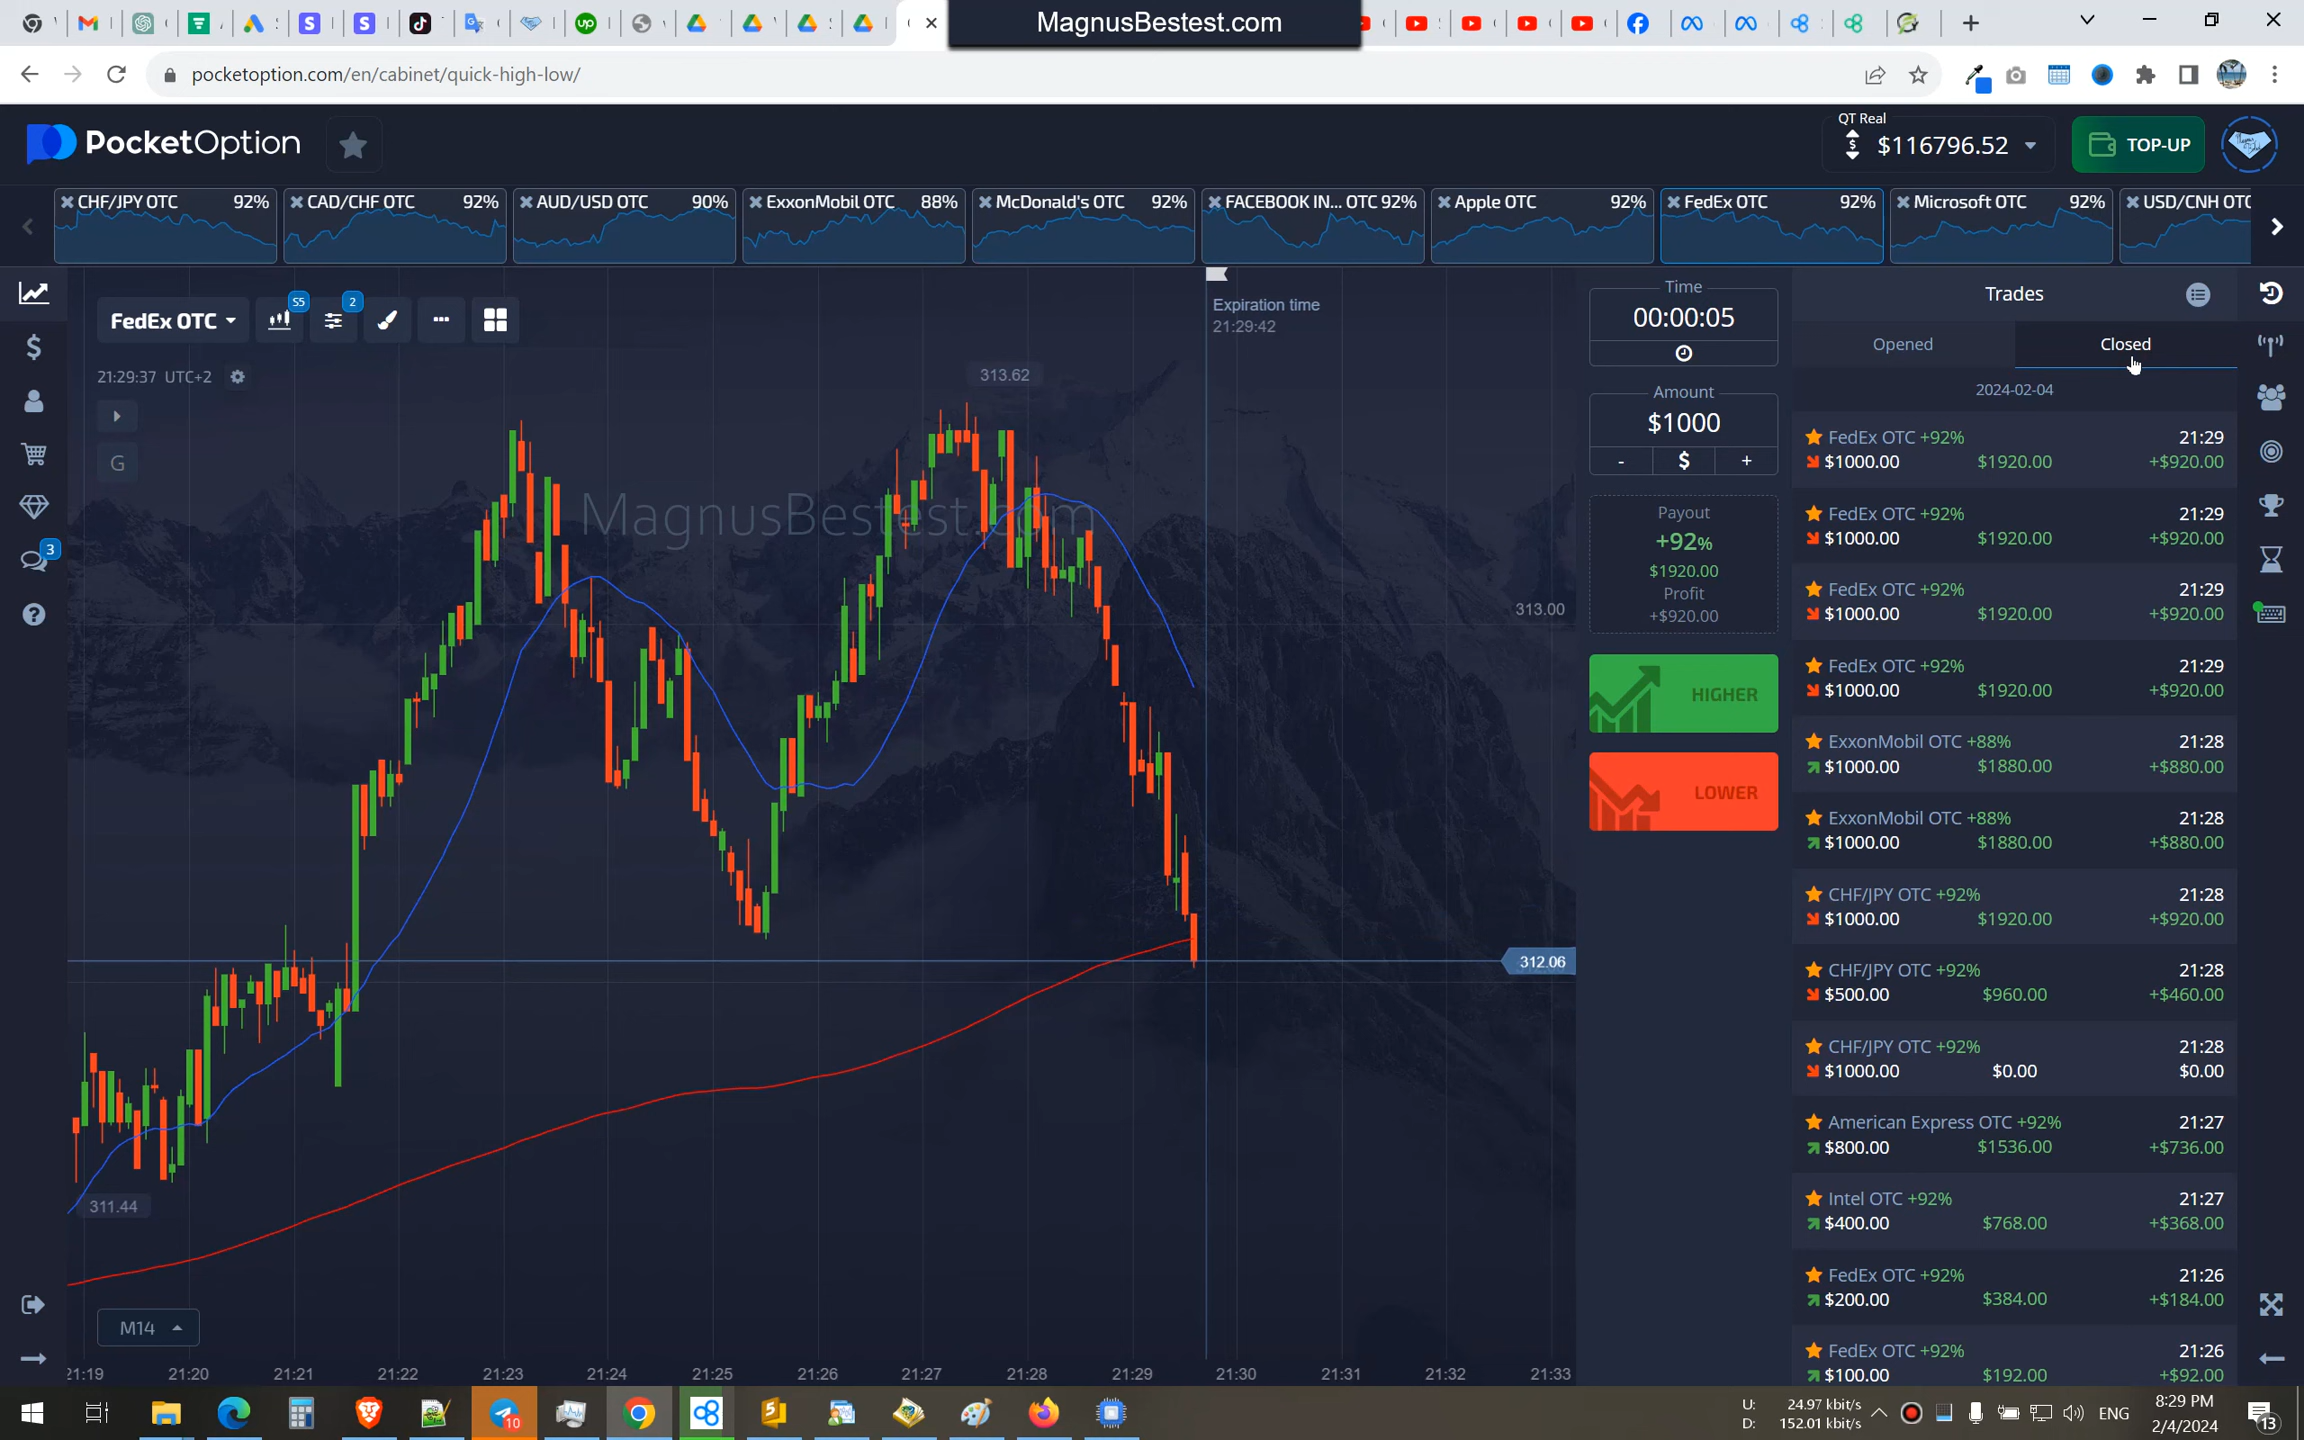 MagnusBestest.com
pocketoption.com/en/cabinet/quick-high-low/
PocketOption
QT Real
$116796.52
TOP-UP
CHF/JPY OTC 92%
CAD/CHF OTC 92%
AUD/USD OTC 90%
ExxonMobil OTC 88%
McDonald's OTC 92%
FACEBOOK IN... OTC 92%
Apple OTC 92%
FedEx OTC 92%
Microsoft OTC 92%
USD/CNH OTC
FedEx OTC
S5
2
21:29:37 UTC+2
G
Expiration time
21:29:42
313.62
MagnusBestest.com
313.00
312.06
311.44
M14
21:19 21:20 21:21 21:22 21:23 21:24 21:25 21:26 21:27 21:28 21:29 21:30 21:31 21:32 21:33
3
Time
00:00:05
Amount
$1000
- $ +
Payout
+92%
$1920.00
Profit
+$920.00
HIGHER
LOWER
Trades
Opened Closed
2024-02-04
FedEx OTC +92% 21:29
$1000.00 $1920.00 +$920.00
FedEx OTC +92% 21:29
$1000.00 $1920.00 +$920.00
FedEx OTC +92% 21:29
$1000.00 $1920.00 +$920.00
FedEx OTC +92% 21:29
$1000.00 $1920.00 +$920.00
ExxonMobil OTC +88% 21:28
$1000.00 $1880.00 +$880.00
ExxonMobil OTC +88% 21:28
$1000.00 $1880.00 +$880.00
CHF/JPY OTC +92% 21:28
$1000.00 $1920.00 +$920.00
CHF/JPY OTC +92% 21:28
$500.00 $960.00 +$460.00
CHF/JPY OTC +92% 21:28
$1000.00 $0.00 $0.00
American Express OTC +92% 21:27
$800.00 $1536.00 +$736.00
Intel OTC +92% 21:27
$400.00 $768.00 +$368.00
FedEx OTC +92% 21:26
$200.00 $384.00 +$184.00
FedEx OTC +92% 21:26
$100.00 $192.00 +$92.00
10
U: 24.97 kbit/s
D: 152.01 kbit/s
ENG
8:29 PM
2/4/2024
13